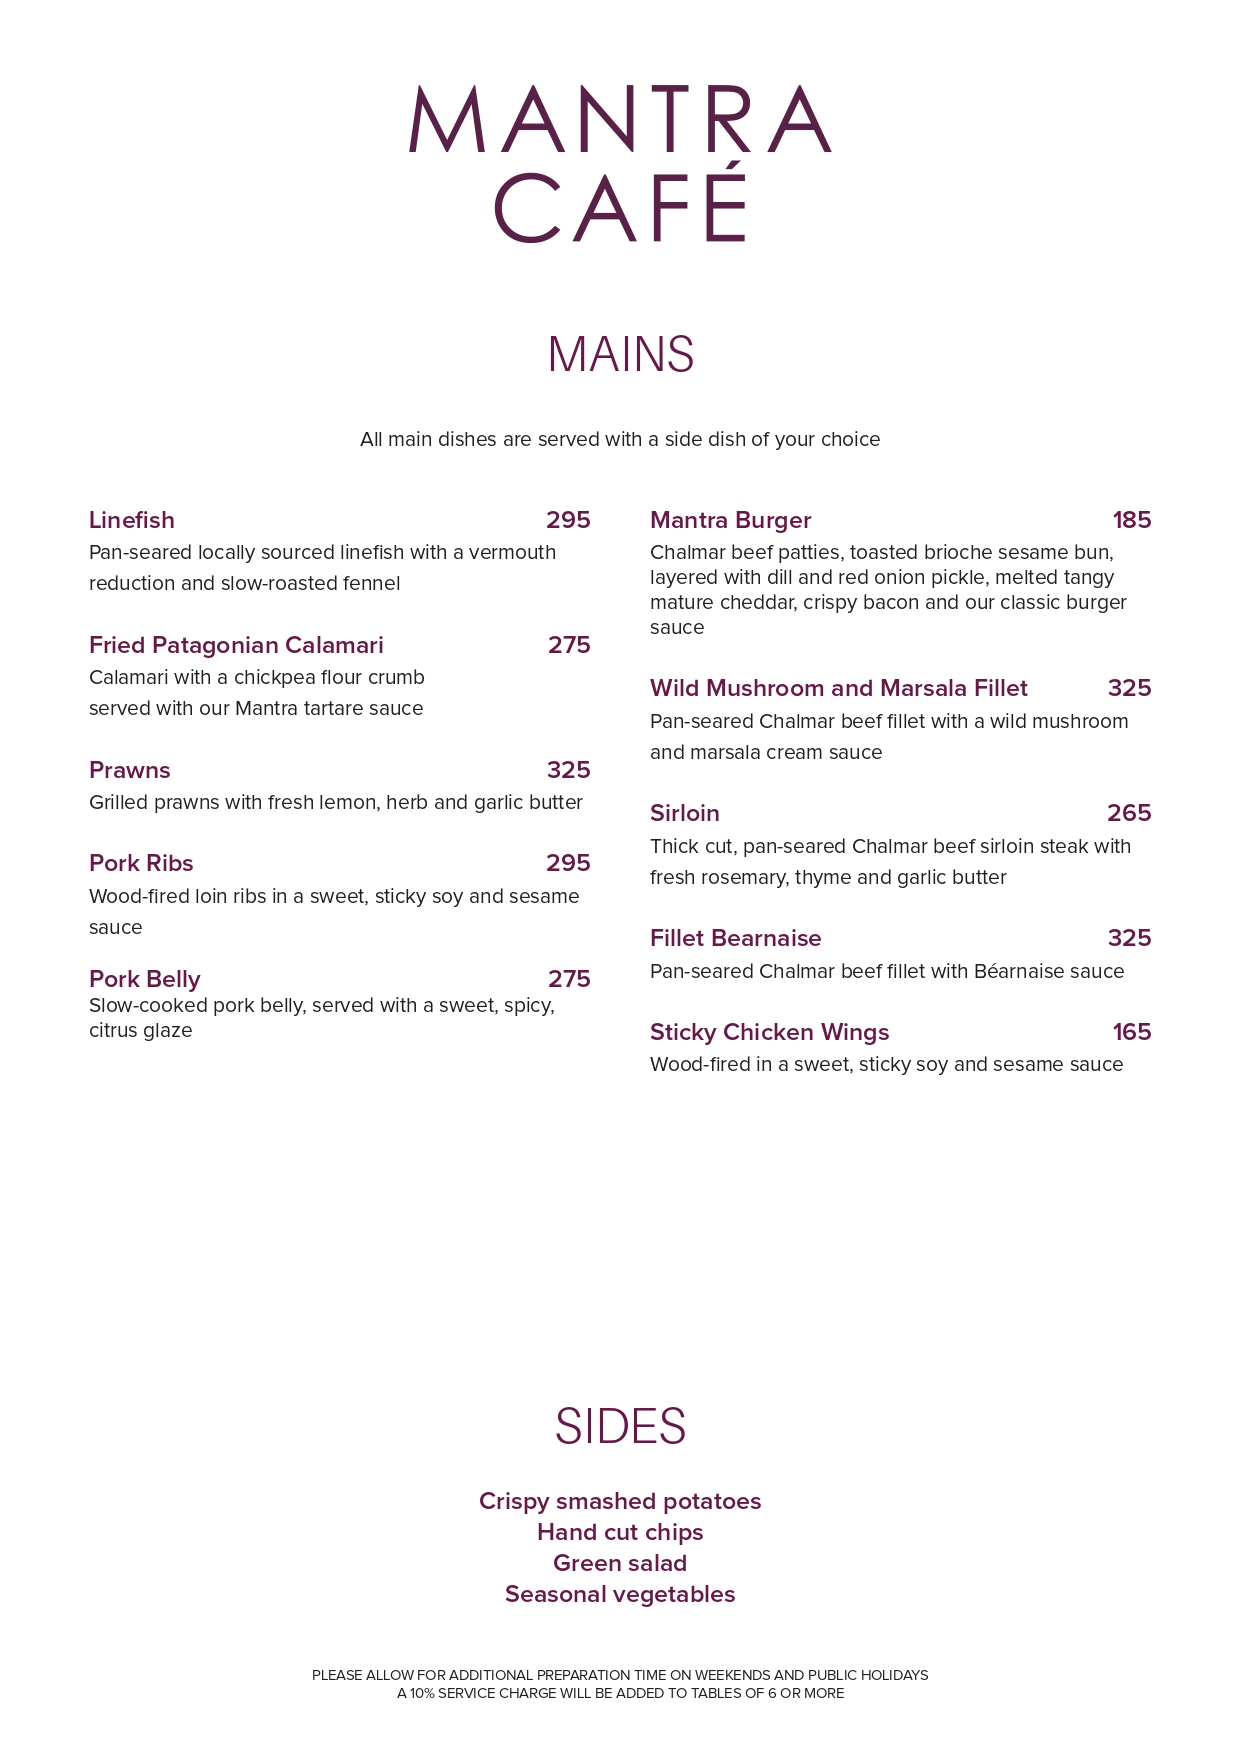 MANTRA
CAFÉ
MAINS
All main dishes are served with a side dish of your choice
Linefish 295
Pan-seared locally sourced linefish with a vermouth
reduction and slow-roasted fennel
Fried Patagonian Calamari 275
Calamari with a chickpea flour crumb
served with our Mantra tartare sauce
Prawns 325
Grilled prawns with fresh lemon, herb and garlic butter
Pork Ribs 295
Wood-fired loin ribs in a sweet, sticky soy and sesame
sauce
Pork Belly 275
Slow-cooked pork belly, served with a sweet, spicy,
citrus glaze
Mantra Burger 185
Chalmar beef patties, toasted brioche sesame bun,
layered with dill and red onion pickle, melted tangy
mature cheddar, crispy bacon and our classic burger
sauce
Wild Mushroom and Marsala Fillet 325
Pan-seared Chalmar beef fillet with a wild mushroom
and marsala cream sauce
Sirloin 265
Thick cut, pan-seared Chalmar beef sirloin steak with
fresh rosemary, thyme and garlic butter
Fillet Bearnaise 325
Pan-seared Chalmar beef fillet with Béarnaise sauce
Sticky Chicken Wings 165
Wood-fired in a sweet, sticky soy and sesame sauce
SIDES
Crispy smashed potatoes
Hand cut chips
Green salad
Seasonal vegetables
PLEASE ALLOW FOR ADDITIONAL PREPARATION TIME ON WEEKENDS AND PUBLIC HOLIDAYS
A 10% SERVICE CHARGE WILL BE ADDED TO TABLES OF 6 OR MORE